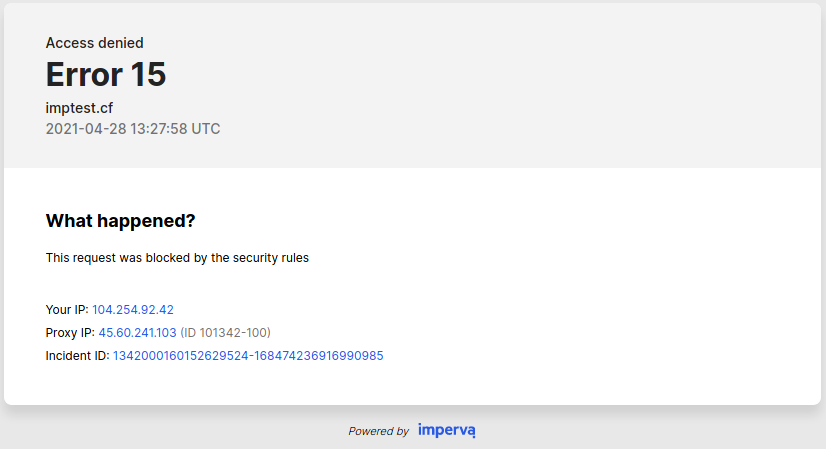 Access denied
Error 15
imptest.cf
2021-04-28 13:27:58 UTC
What happened?
This request was blocked by the security rules
Your IP: 104.254.92.42
Proxy IP: 45.60.241.103 (ID 101342-100)
Incident ID: 1342000160152629524-168474236916990985
Powered by imperva